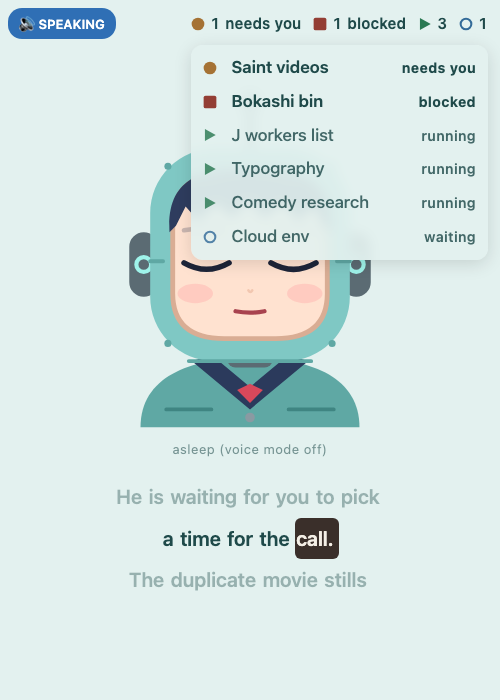 SPEAKING
1 needs you 1 blocked 3 1
Saint videos needs you
Bokashi bin blocked
J workers list running
Typography running
Comedy research running
Cloud env waiting
asleep (voice mode off)
He is waiting for you to pick
a time for the call.
The duplicate movie stills